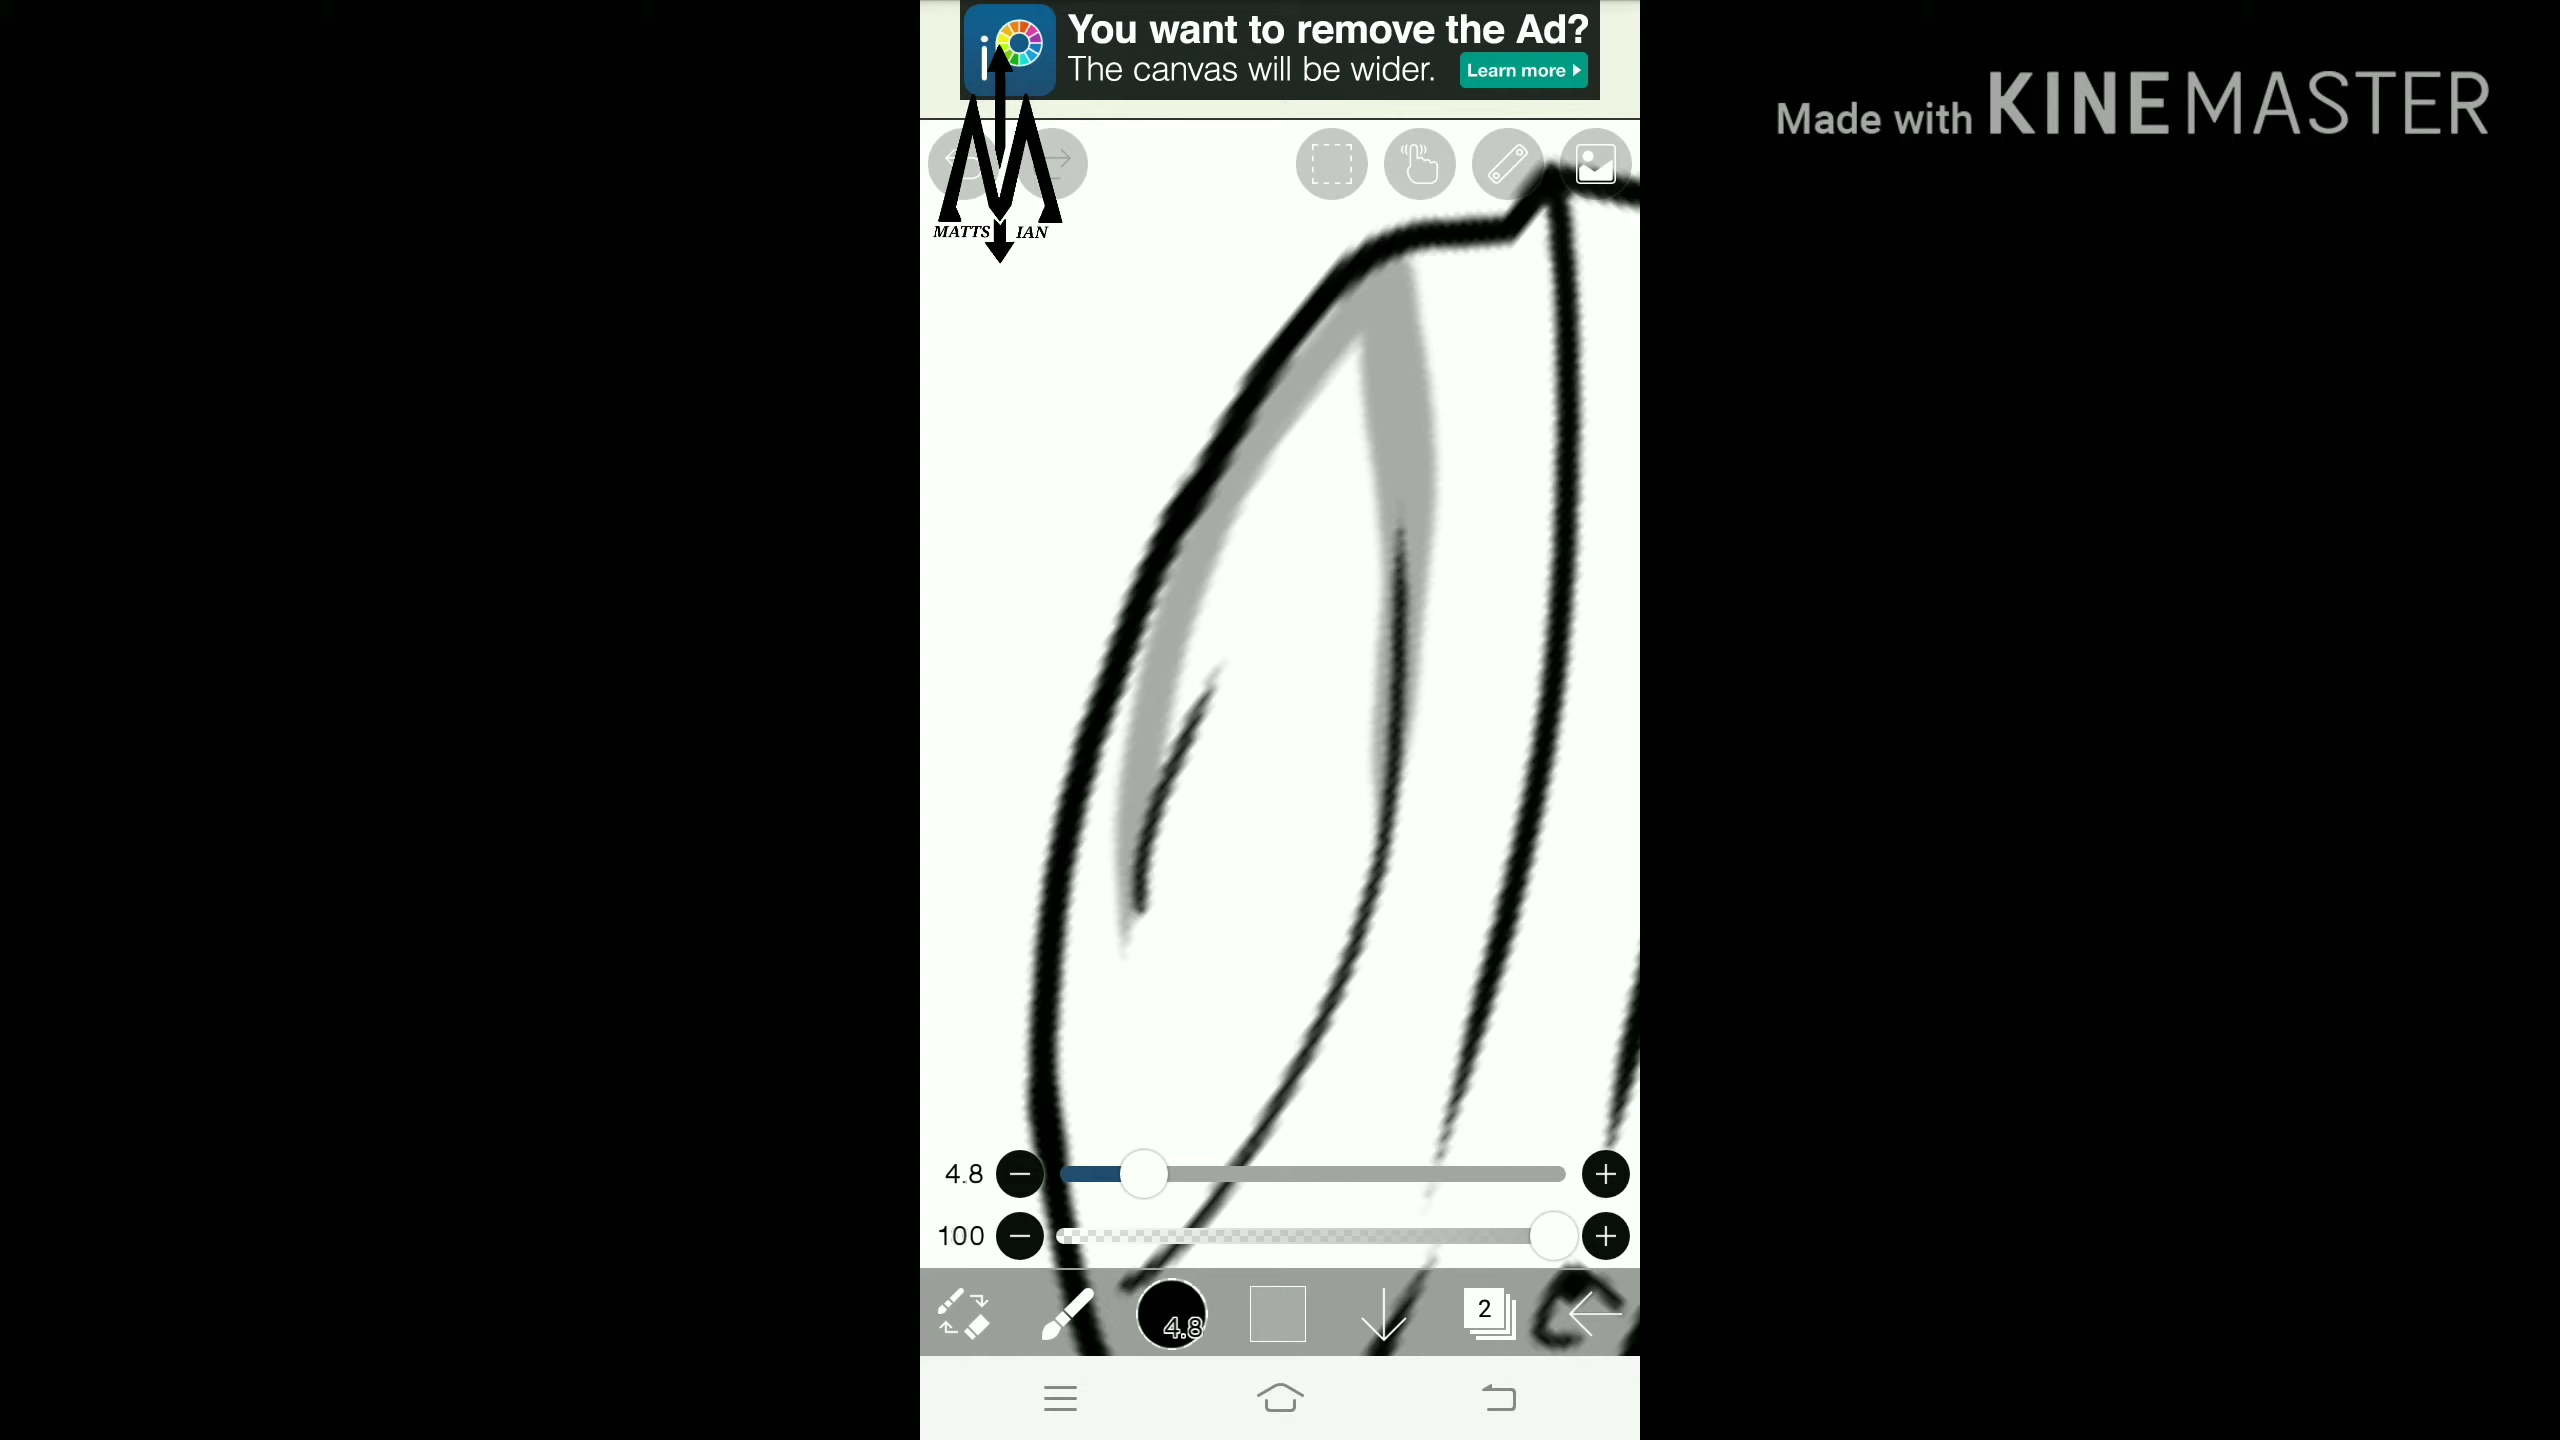 You want to remove the Ad?
The canvas will be wider.
Learn more
Made with KINEMASTER
MATTS IAN
4.8
100
4.8
2